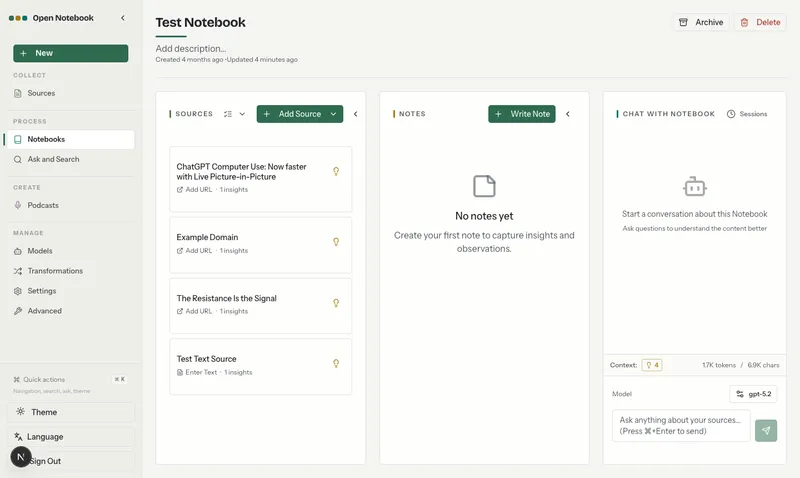 Open Notebook
New
COLLECT
Sources
PROCESS
Notebooks
Ask and Search
CREATE
Podcasts
MANAGE
Models
Transformations
Settings
Advanced
Quick actions
⌘ K
Navigation, search, ask, theme
Theme
Language
N
Sign Out
Test Notebook
Archive
Delete
Add description...
Created 4 months ago ·Updated 4 minutes ago
SOURCES
Add Source
ChatGPT Computer Use: Now faster
with Live Picture-in-Picture
Add URL · 1 insights
Example Domain
Add URL · 1 insights
The Resistance Is the Signal
Add URL · 1 insights
Test Text Source
Enter Text · 1 insights
NOTES
Write Note
No notes yet
Create your first note to capture insights and
observations.
CHAT WITH NOTEBOOK
Sessions
Start a conversation about this Notebook
Ask questions to understand the content better
Context:
4
1.7K tokens / 6.9K chars
Model
gpt-5.2
Ask anything about your sources...
(Press ⌘+Enter to send)